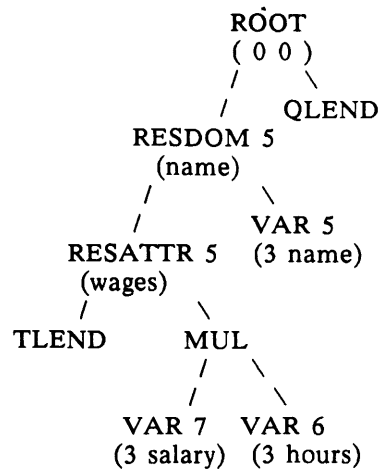 ROOT
( 0 0 )
QLEND
RESDOM 5
(name)
VAR 5
(3 name)
RESATTR 5
(wages)
TLEND
MUL
VAR 7
(3 salary)
VAR 6
(3 hours)